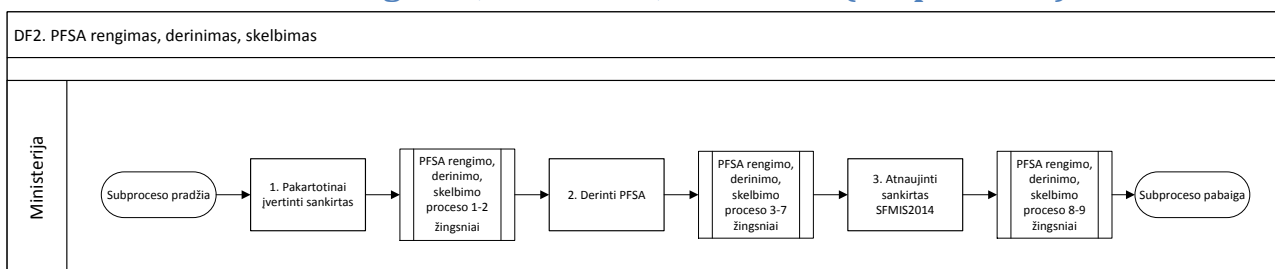 DF2. PFSA rengimas, derinimas, skelbimas
Ministerija
Subproceso pradžia
1. Pakartotinai
įvertinti sankirtas
PFSA rengimo,
derinimo,
skelbimo
proceso 1-2
žingsniai
2. Derinti PFSA
PFSA rengimo,
derinimo,
skelbimo
proceso 3-7
žingsniai
3. Atnaujinti
sankirtas
SFMIS2014
PFSA rengimo,
derinimo,
skelbimo
proceso 8-9
žingsniai
Subproceso pabaiga